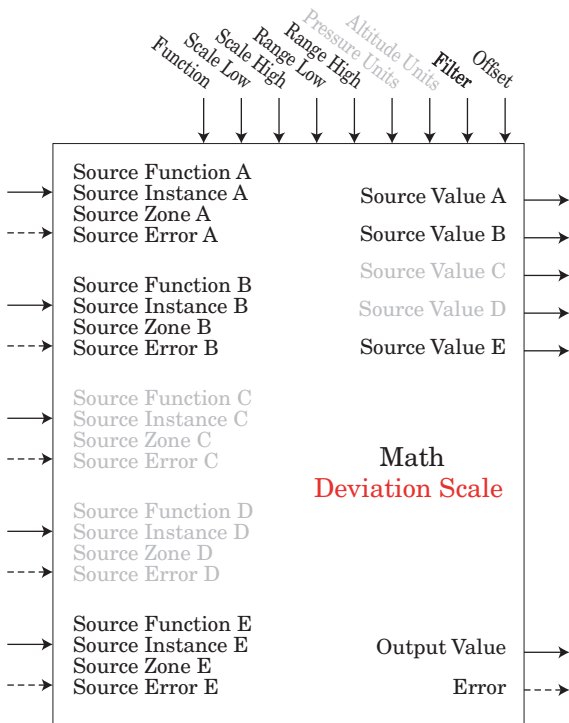 Function
Scale Low
Scale High
Range Low
Range High
Pressure Units
Altitude Units
Filter
Offset
Source Function A
Source Instance A
Source Zone A
Source Error A
Source Function B
Source Instance B
Source Zone B
Source Error B
Source Function C
Source Instance C
Source Zone C
Source Error C
Source Function D
Source Instance D
Source Zone D
Source Error D
Source Function E
Source Instance E
Source Zone E
Source Error E
Source Value A
Source Value B
Source Value C
Source Value D
Source Value E
Math
Deviation Scale
Output Value
Error